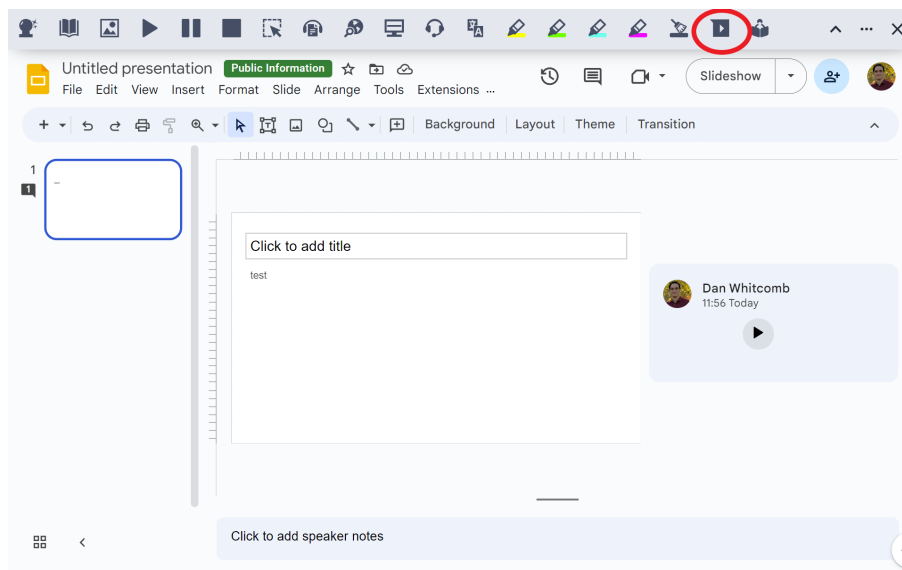 Untitled presentation Public Information
File Edit View Insert Format Slide Arrange Tools Extensions ...
Slideshow
Background Layout Theme Transition
1
1
Click to add title
test
Dan Whitcomb
11:56 Today
Click to add speaker notes